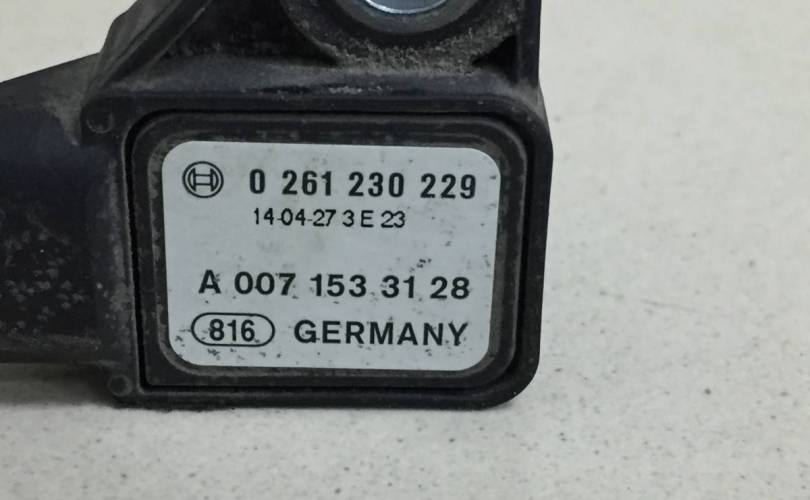 0 261 230 229
14-04-27 3 E 23
A 007 153 31 28
816 GERMANY